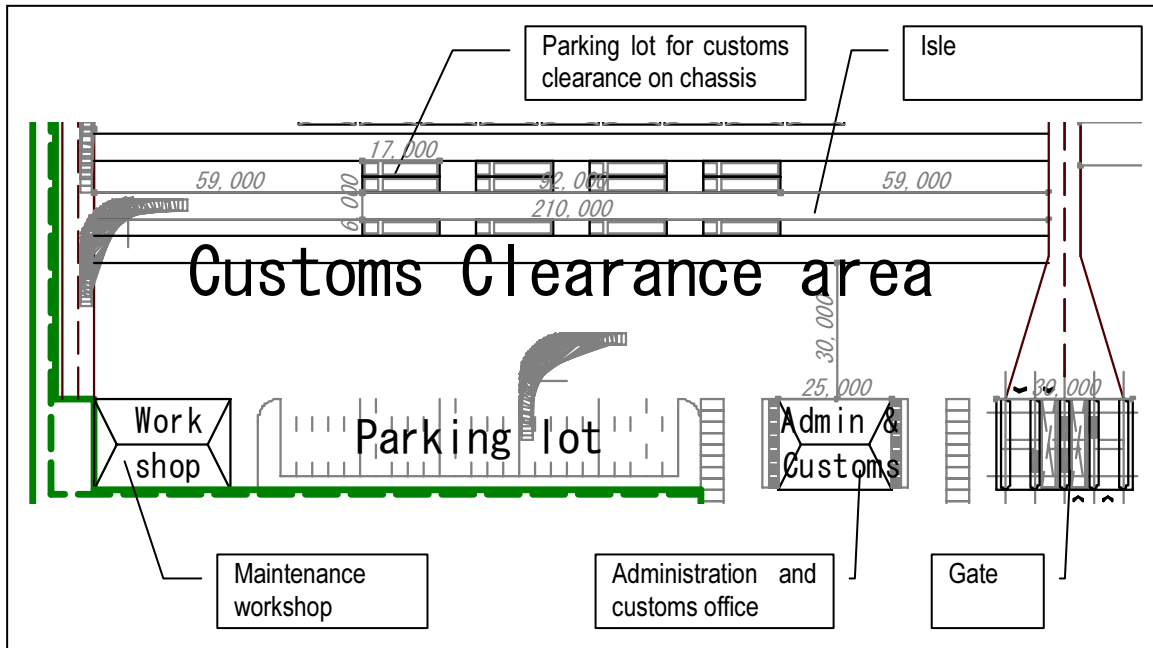 Parking lot for customs
clearance on chassis
Isle
17,000
59,000
92,000
59,000
6,000
210,000
Customs Clearance area
30,000
25,000
30,000
Work
shop
Parking lot
Admin &
Customs
Maintenance
workshop
Administration and
customs office
Gate